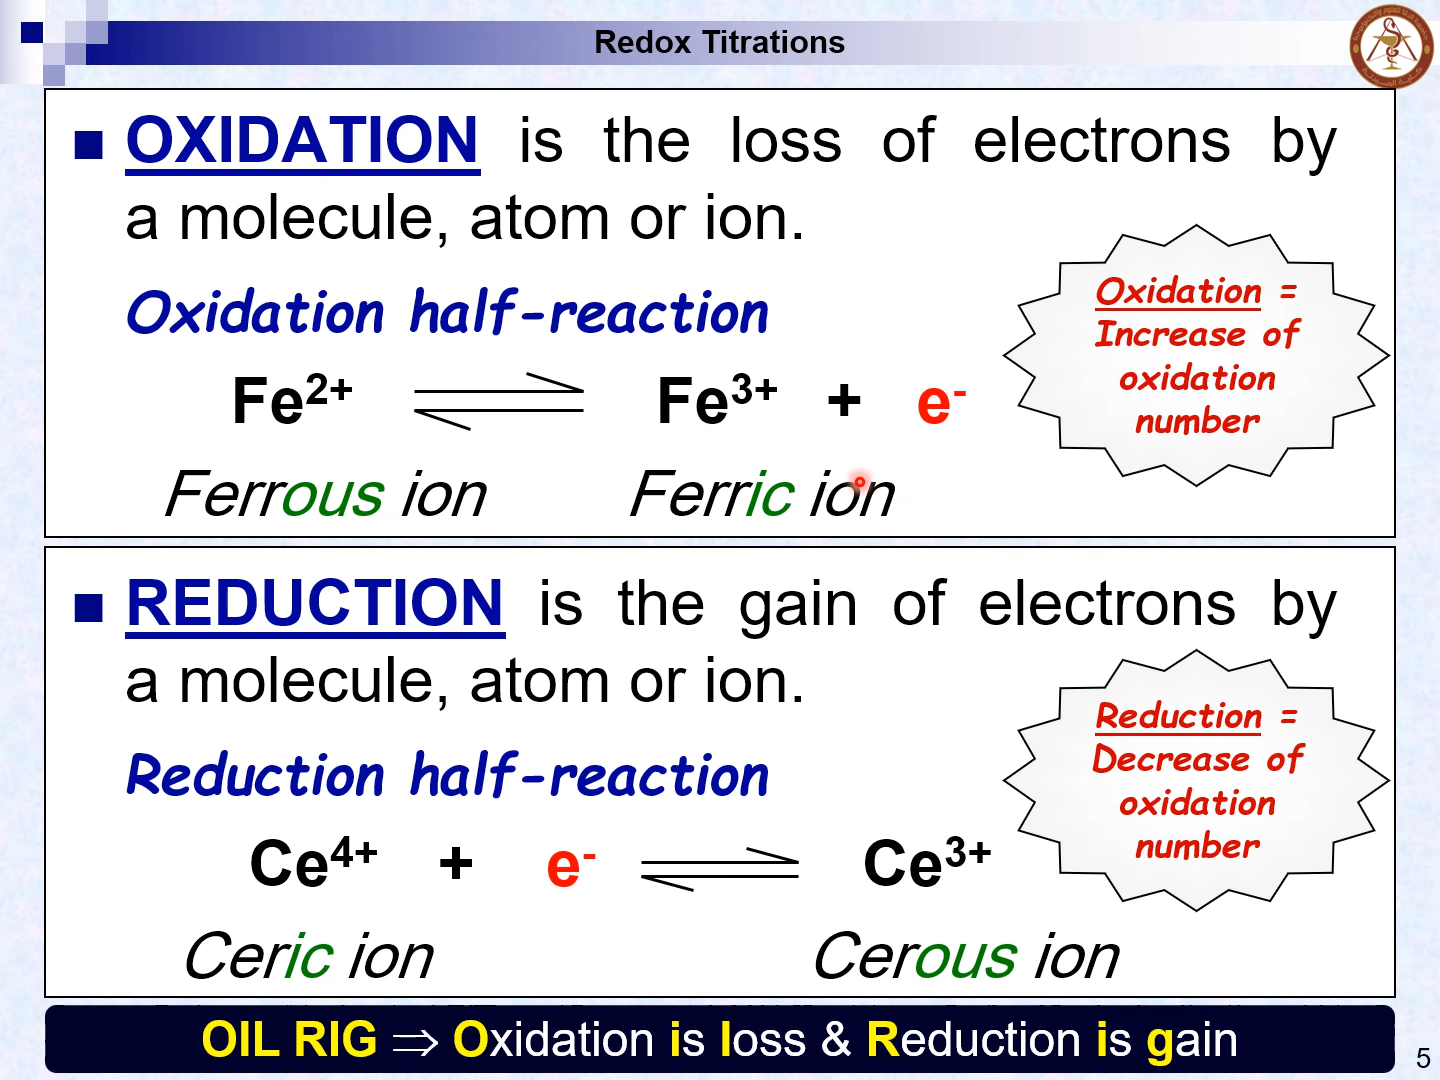 Redox Titrations
■ OXIDATION is the loss of electrons by
a molecule, atom or ion.
Oxidation half-reaction
Fe²⁺ ⇌ Fe³⁺ + e⁻
Ferrous ion Ferric ion
Oxidation =
Increase of
oxidation
number
■ REDUCTION is the gain of electrons by
a molecule, atom or ion.
Reduction half-reaction
Ce⁴⁺ + e⁻ ⇌ Ce³⁺
Ceric ion Cerous ion
Reduction =
Decrease of
oxidation
number
OIL RIG ⇒ Oxidation is loss & Reduction is gain
5